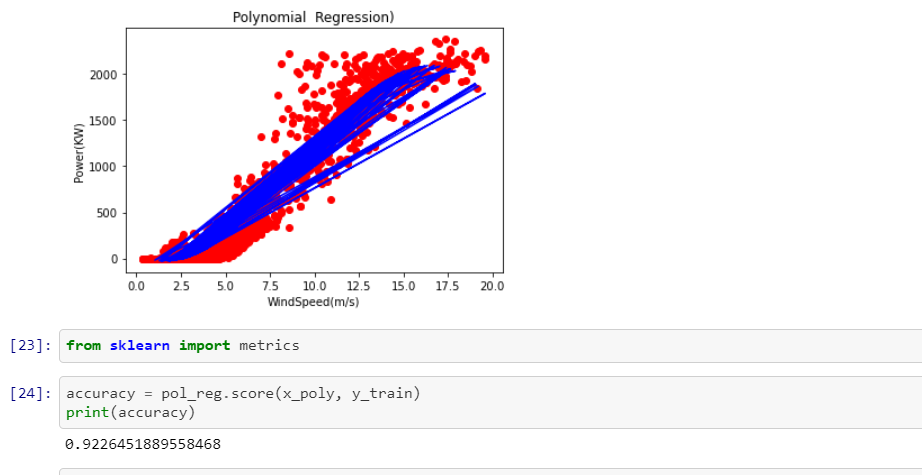 Polynomial Regression)
2000
1500
1000
500
0
Power(KW)
0.0 2.5 5.0 7.5 10.0 12.5 15.0 17.5 20.0
WindSpeed(m/s)
[23]: from sklearn import metrics
[24]: accuracy = pol_reg.score(x_poly, y_train)
print(accuracy)
0.9226451889558468